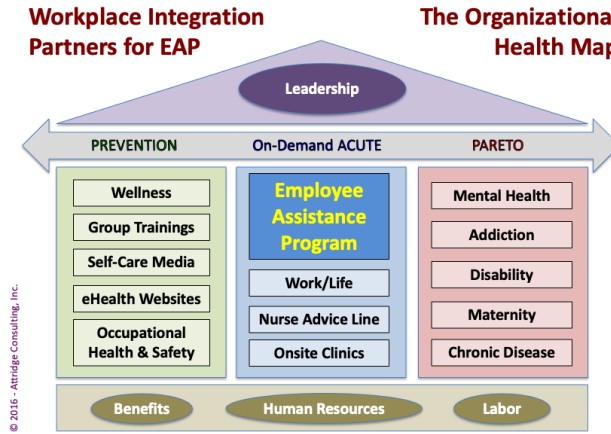 Workplace Integration
Partners for EAP
The Organizationa
Health Map
Leadership
PREVENTION
On-Demand ACUTE
PARETO
Wellness
Group Trainings
Self-Care Media
eHealth Websites
Occupational
Health & Safety
Employee
Assistance
Program
Work/Life
Nurse Advice Line
Onsite Clinics
Mental Health
Addiction
Disability
Maternity
Chronic Disease
Benefits
Human Resources
Labor
© 2016 - Attridge Consulting, Inc.